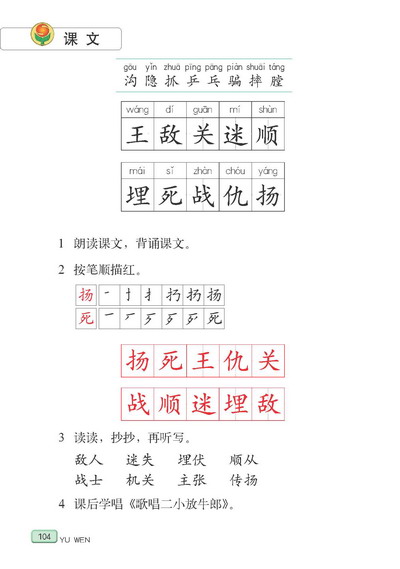 课文
gōu yǐn zhuā pīng pāng piàn shuāi táng
沟 隐 抓 乒 乓 骗 摔 膛
wáng dí guān mí shùn
王 敌 关 迷 顺
mái sǐ zhàn chóu yáng
埋 死 战 仇 扬
1 朗读课文，背诵课文。
2 按笔顺描红。
扬 一 扌 扌 扔 扬 扬
死 一 厂 歹 歹 死 死
扬 死 王 仇 关
战 顺 迷 埋 敌
3 读读，抄抄，再听写。
敌人 迷失 埋伏 顺从
战士 机关 主张 传扬
4 课后学唱《歌唱二小放牛郎》。
104 YU WEN